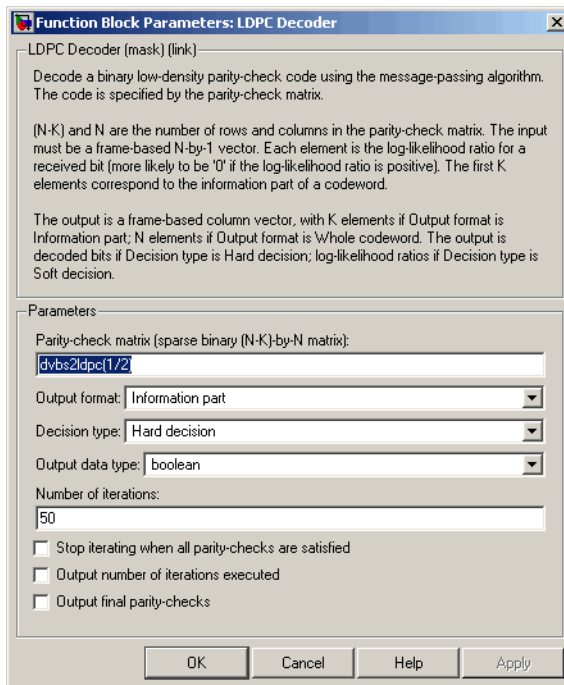 Function Block Parameters: LDPC Decoder
LDPC Decoder (mask) (link)
Decode a binary low-density parity-check code using the message-passing algorithm.
The code is specified by the parity-check matrix.
(N-K) and N are the number of rows and columns in the parity-check matrix. The input
must be a frame-based N-by-1 vector. Each element is the log-likelihood ratio for a
received bit (more likely to be '0' if the log-likelihood ratio is positive). The first K
elements correspond to the information part of a codeword.
The output is a frame-based column vector, with K elements if Output format is
Information part; N elements if Output format is Whole codeword. The output is
decoded bits if Decision type is Hard decision; log-likelihood ratios if Decision type is
Soft decision.
Parameters
Parity-check matrix (sparse binary (N-K)-by-N matrix):
dvbs2ldpc(1/2)
Output format: Information part
Decision type: Hard decision
Output data type: boolean
Number of iterations:
50
Stop iterating when all parity-checks are satisfied
Output number of iterations executed
Output final parity-checks
OK Cancel Help Apply